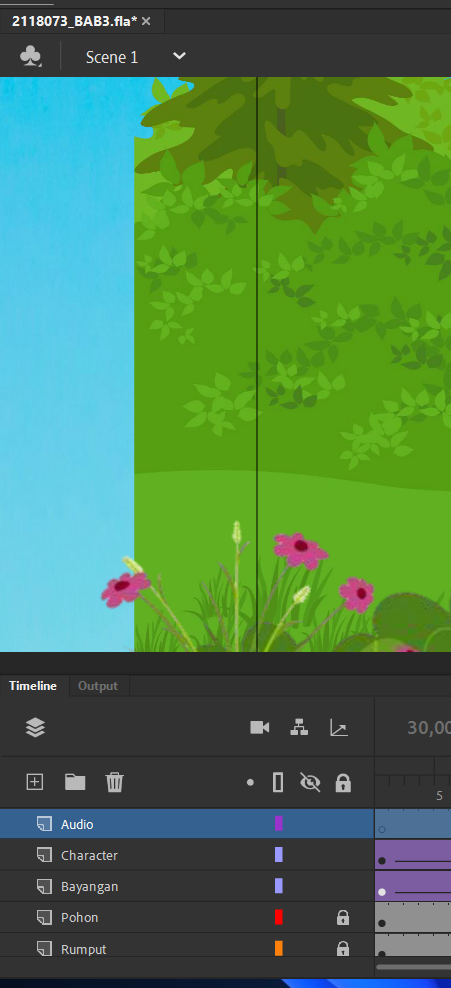 2118073_BAB3.fla*
Scene 1
Timeline
Output
30,00
5
Audio
Character
Bayangan
Pohon
Rumput